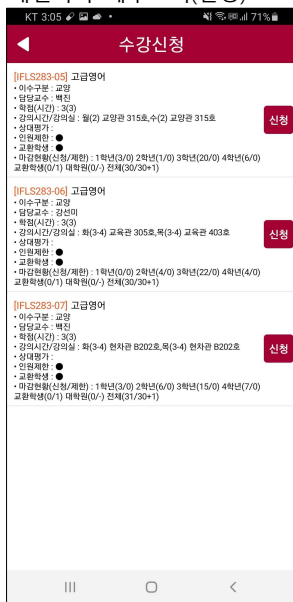 KT 3:05 71%
수강신청
[IFLS283-05] 고급영어
• 이수구분 : 교양
• 담당교수 : 백진
• 학점(시간) : 3(3)
• 강의시간/강의실 : 월(2) 교양관 315호,수(2) 교양관 315호
• 상대평가 :
• 인원제한 : ●
• 교환학생 : ●
• 마감현황(신청/제한) : 1학년(3/0) 2학년(1/0) 3학년(20/0) 4학년(6/0)
교환학생(0/1) 대학원(0/-) 전체(30/30+1)
신청
[IFLS283-06] 고급영어
• 이수구분 : 교양
• 담당교수 : 강선미
• 학점(시간) : 3(3)
• 강의시간/강의실 : 화(3-4) 교육관 305호,목(3-4) 교육관 403호
• 상대평가 :
• 인원제한 : ●
• 교환학생 : ●
• 마감현황(신청/제한) : 1학년(0/0) 2학년(4/0) 3학년(22/0) 4학년(4/0)
교환학생(0/1) 대학원(0/-) 전체(30/30+1)
신청
[IFLS283-07] 고급영어
• 이수구분 : 교양
• 담당교수 : 백진
• 학점(시간) : 3(3)
• 강의시간/강의실 : 화(3-4) 현차관 B202호,목(3-4) 현차관 B202호
• 상대평가 :
• 인원제한 : ●
• 교환학생 : ●
• 마감현황(신청/제한) : 1학년(3/0) 2학년(6/0) 3학년(15/0) 4학년(7/0)
교환학생(0/1) 대학원(0/-) 전체(31/30+1)
신청